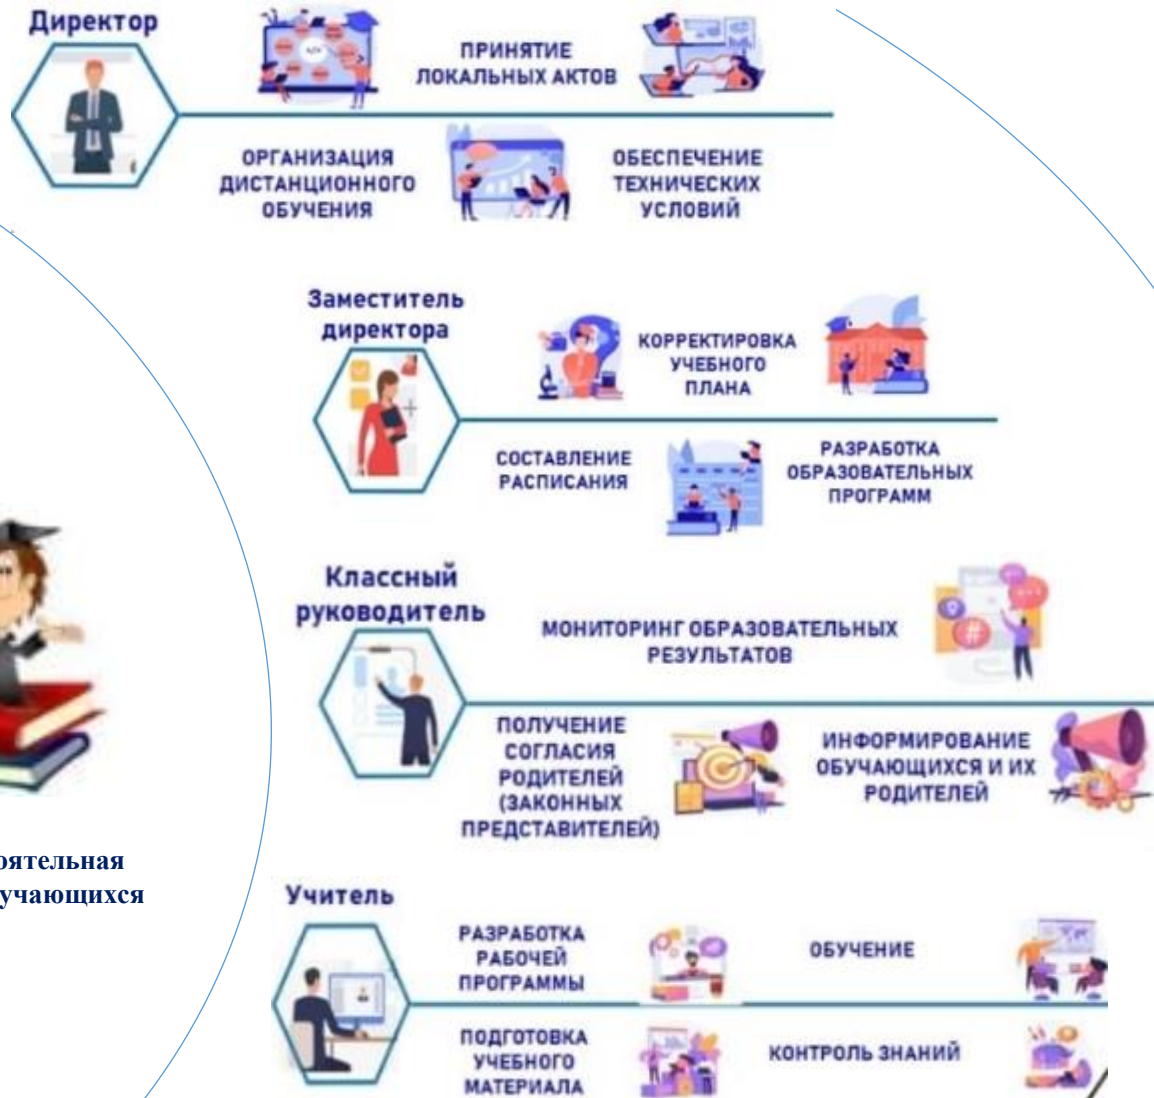 Директор
ПРИНЯТИЕ
ЛОКАЛЬНЫХ АКТОВ
ОРГАНИЗАЦИЯ
ДИСТАНЦИОННОГО
ОБУЧЕНИЯ
ОБЕСПЕЧЕНИЕ
ТЕХНИЧЕСКИХ
УСЛОВИЙ
Заместитель
директора
КОРРЕКТИРОВКА
УЧЕБНОГО
ПЛАНА
СОСТАВЛЕНИЕ
РАСПИСАНИЯ
РАЗРАБОТКА
ОБРАЗОВАТЕЛЬНЫХ
ПРОГРАММ
Классный
руководитель
МОНИТОРИНГ ОБРАЗОВАТЕЛЬНЫХ
РЕЗУЛЬТАТОВ
ПОЛУЧЕНИЕ
СОГЛАСИЯ
РОДИТЕЛЕЙ
(ЗАКОННЫХ
ПРЕДСТАВИТЕЛЕЙ)
ИНФОРМИРОВАНИЕ
ОБУЧАЮЩИХСЯ И ИХ
РОДИТЕЛЕЙ
оятельная
учающихся
Учитель
РАЗРАБОТКА
РАБОЧЕЙ
ПРОГРАММЫ
ОБУЧЕНИЕ
ПОДГОТОВКА
УЧЕБНОГО
МАТЕРИАЛА
КОНТРОЛЬ ЗНАНИЙ